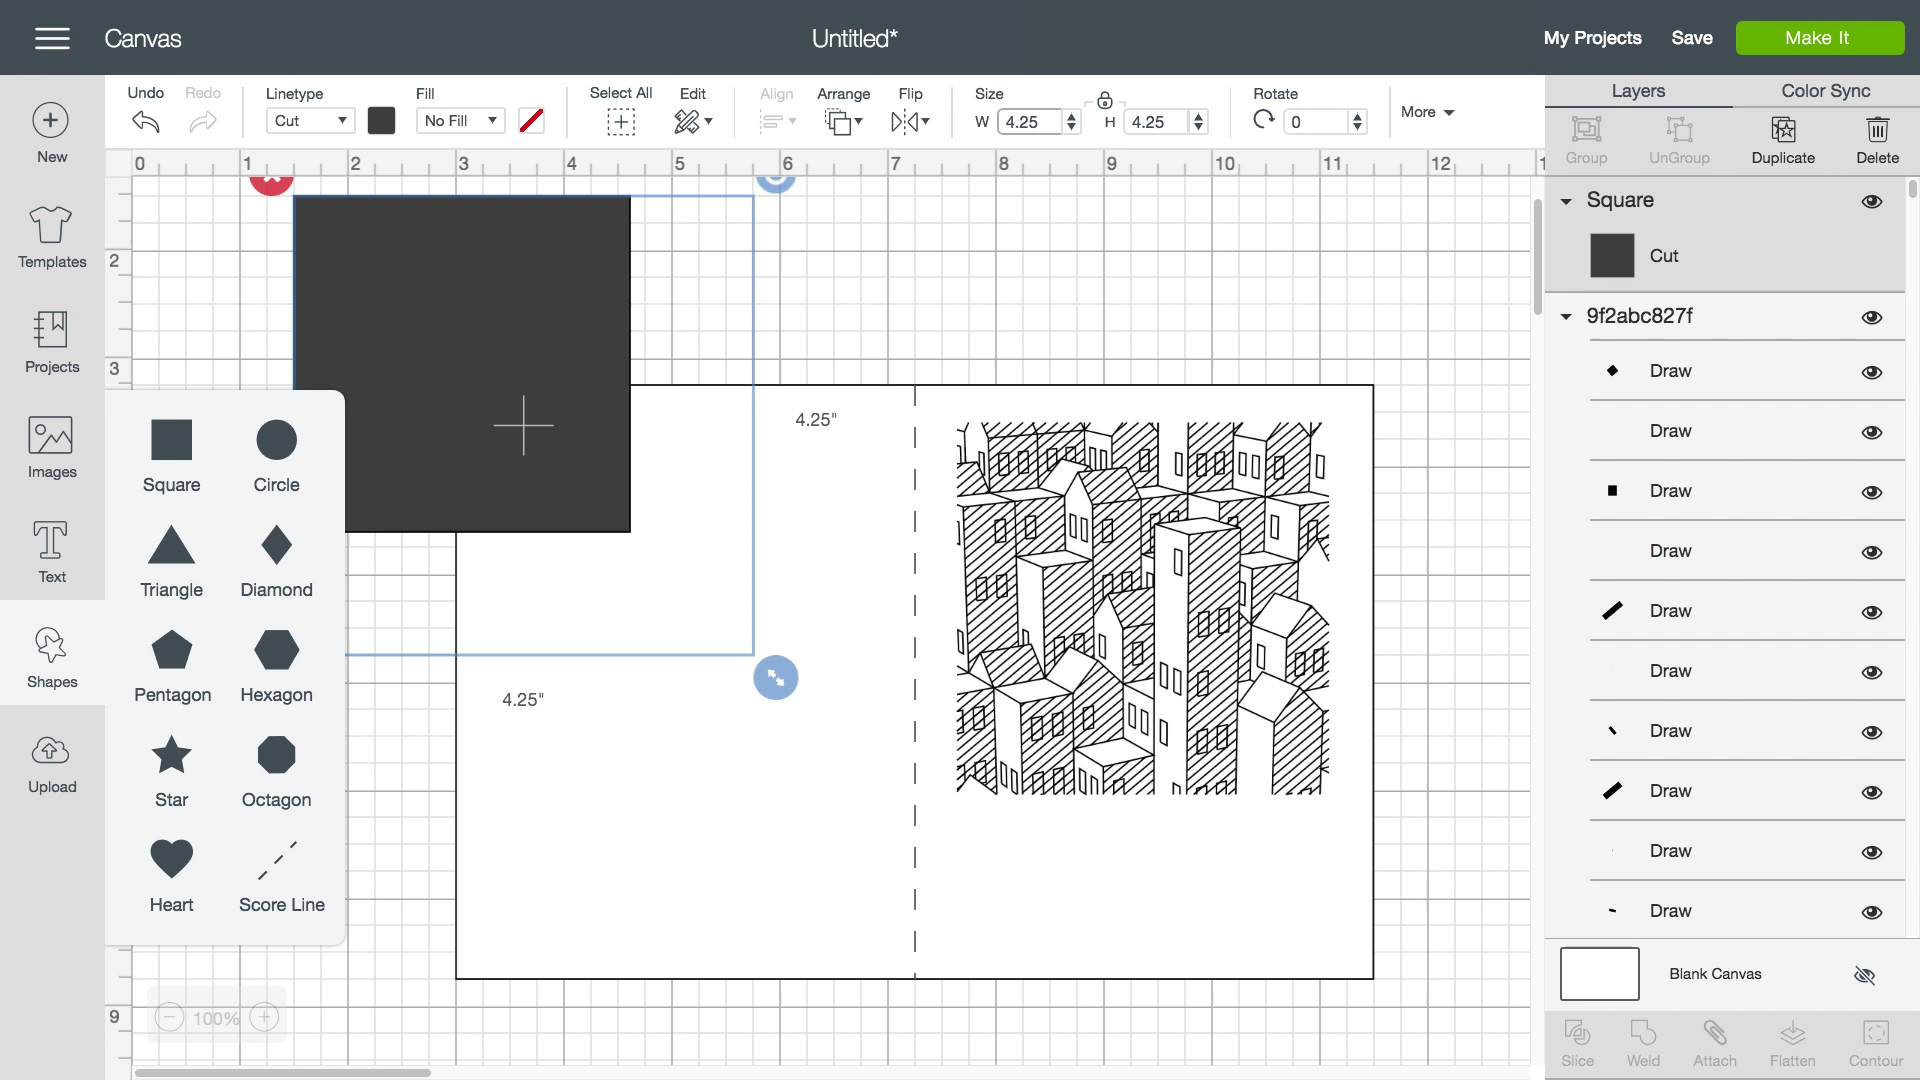 Canvas
Untitled*
My Projects
Save
Make It
Undo
Redo
Linetype
Cut
Fill
No Fill
Select All
Edit
Align
Arrange
Flip
Size
W 4.25
H 4.25
Rotate
0
More
Layers
Color Sync
Group
UnGroup
Duplicate
Delete
New
Templates
Projects
Images
Text
Shapes
Upload
0 1 2 3 4 5 6 7 8 9 10 11 12
2
3
9
Square
Circle
Triangle
Diamond
Pentagon
Hexagon
Star
Octagon
Heart
Score Line
4.25"
4.25"
100%
Square
Cut
9f2abc827f
Draw
Draw
Draw
Draw
Draw
Draw
Draw
Draw
Draw
Draw
Blank Canvas
Slice
Weld
Attach
Flatten
Contour